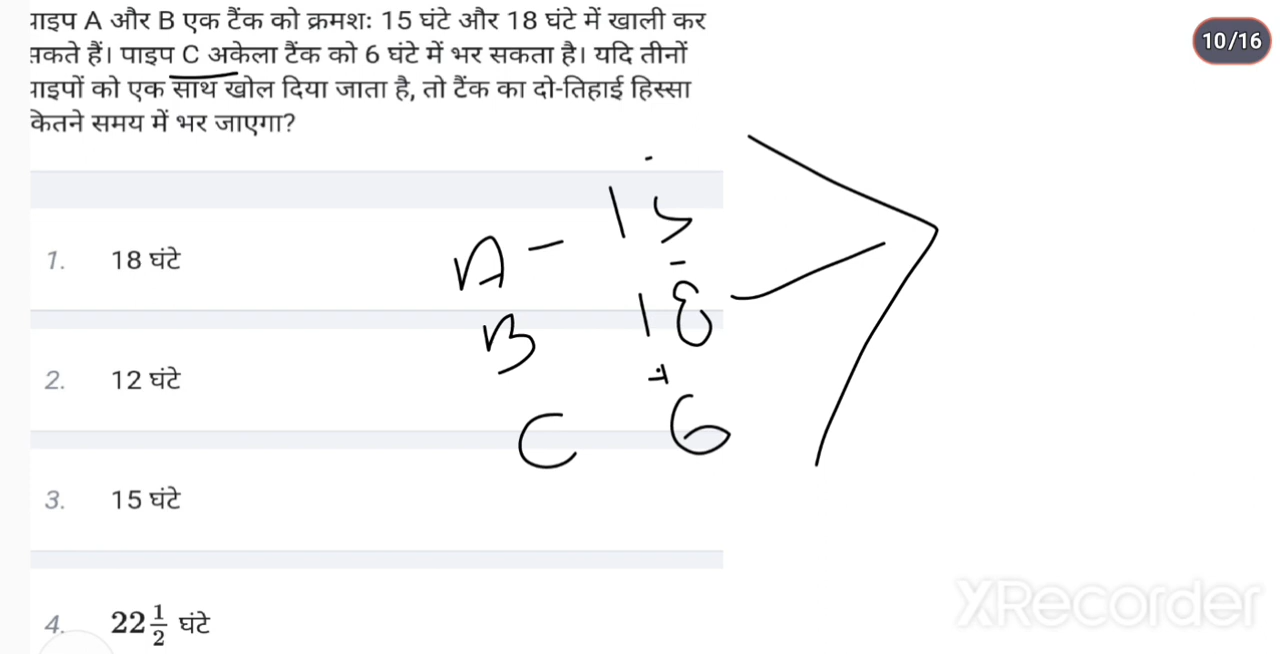 पाइप A और B एक टैंक को क्रमशः 15 घंटे और 18 घंटे में खाली कर
सकते हैं। पाइप C अकेला टैंक को 6 घंटे में भर सकता है। यदि तीनों
पाइपों को एक साथ खोल दिया जाता है, तो टैंक का दो-तिहाई हिस्सा
कितने समय में भर जाएगा?
10/16
1. 18 घंटे
2. 12 घंटे
3. 15 घंटे
4. 22 1/2 घंटे
A - 15
B - 18
C + 6
XRecorder